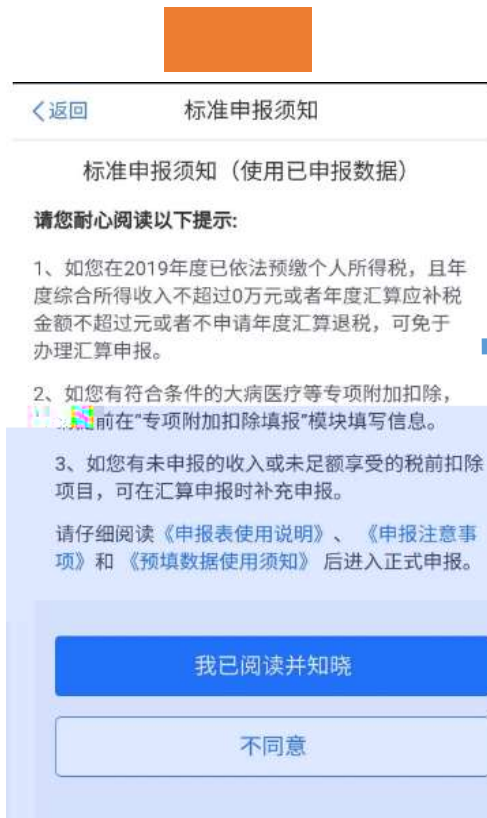 返回
标准申报须知
标准申报须知（使用已申报数据）
请您耐心阅读以下提示:
1、如您在2019年度已依法预缴个人所得税，且年
度综合所得收入不超过0万元或者年度汇算应补税
金额不超过元或者不申请年度汇算退税，可免于
办理汇算申报。
2、如您有符合条件的大病医疗等专项附加扣除，
前在“专项附加扣除填报”模块填写信息。
3、如您有未申报的收入或未足额享受的税前扣除
项目，可在汇算申报时补充申报。
请仔细阅读《申报表使用说明》、《申报注意事
项》和《预填数据使用须知》后进入正式申报。
我已阅读并知晓
不同意